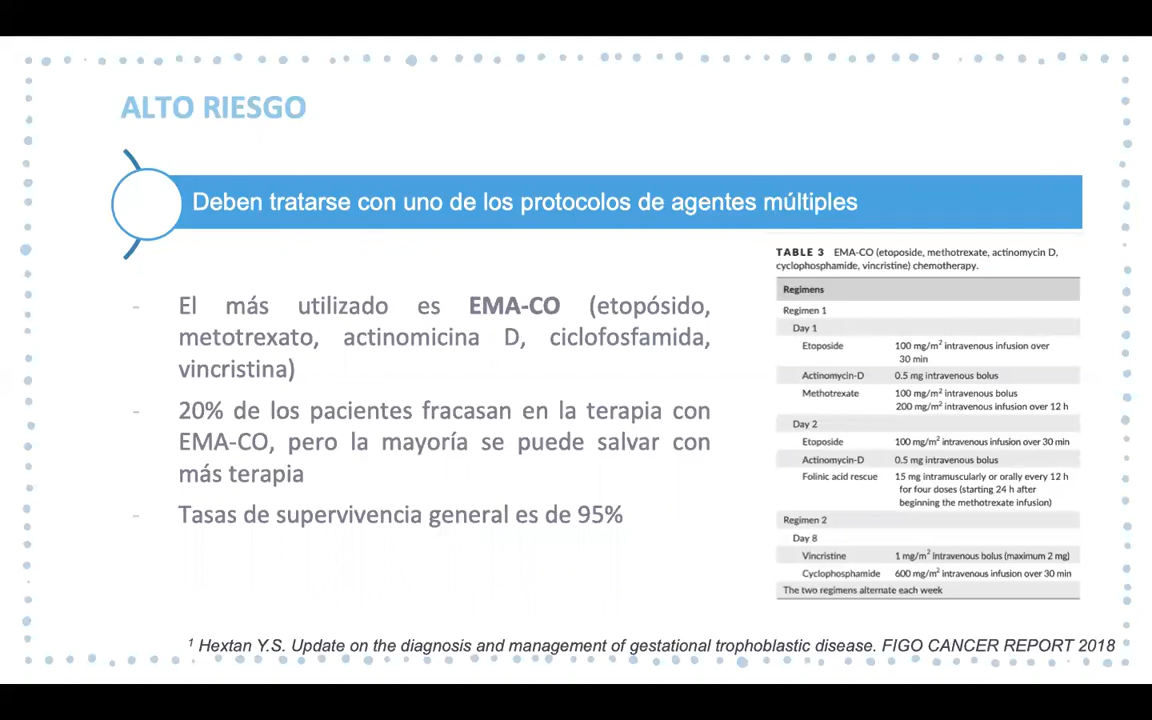 ALTO RIESGO
Deben tratarse con uno de los protocolos de agentes múltiples
- El más utilizado es EMA-CO (etopósido,
metotrexato, actinomicina D, ciclofosfamida,
vincristina)
- 20% de los pacientes fracasan en la terapia con
EMA-CO, pero la mayoría se puede salvar con
más terapia
- Tasas de supervivencia general es de 95%
TABLE 3 EMA-CO (etoposide, methotrexate, actinomycin D,
cyclophosphamide, vincristine) chemotherapy.
Regimens
Regimen 1
Day 1
Etoposide 100 mg/m² intravenous infusion over
30 min
Actinomycin-D 0.5 mg intravenous bolus
Methotrexate 100 mg/m² intravenous bolus
200 mg/m² intravenous infusion over 12 h
Day 2
Etoposide 100 mg/m² intravenous infusion over 30 min
Actinomycin-D 0.5 mg intravenous bolus
Folinic acid rescue 15 mg intramuscularly or orally every 12 h
for four doses (starting 24 h after
beginning the methotrexate infusion)
Regimen 2
Day 8
Vincristine 1 mg/m² intravenous bolus (maximum 2 mg)
Cyclophosphamide 600 mg/m² intravenous infusion over 30 min
The two regimens alternate each week
¹ Hextan Y.S. Update on the diagnosis and management of gestational trophoblastic disease. FIGO CANCER REPORT 2018